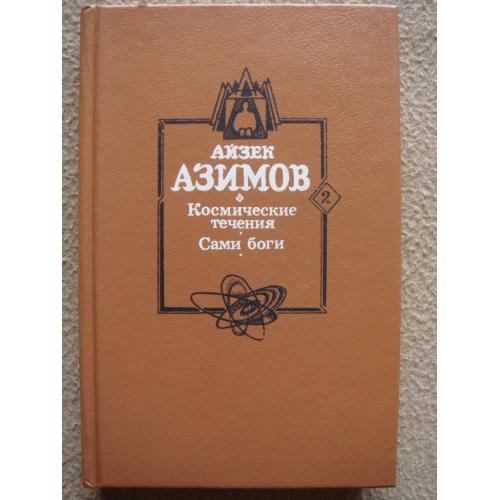 АЙЗЕК
АЗИМОВ
Космические
течения
Сами боги
2